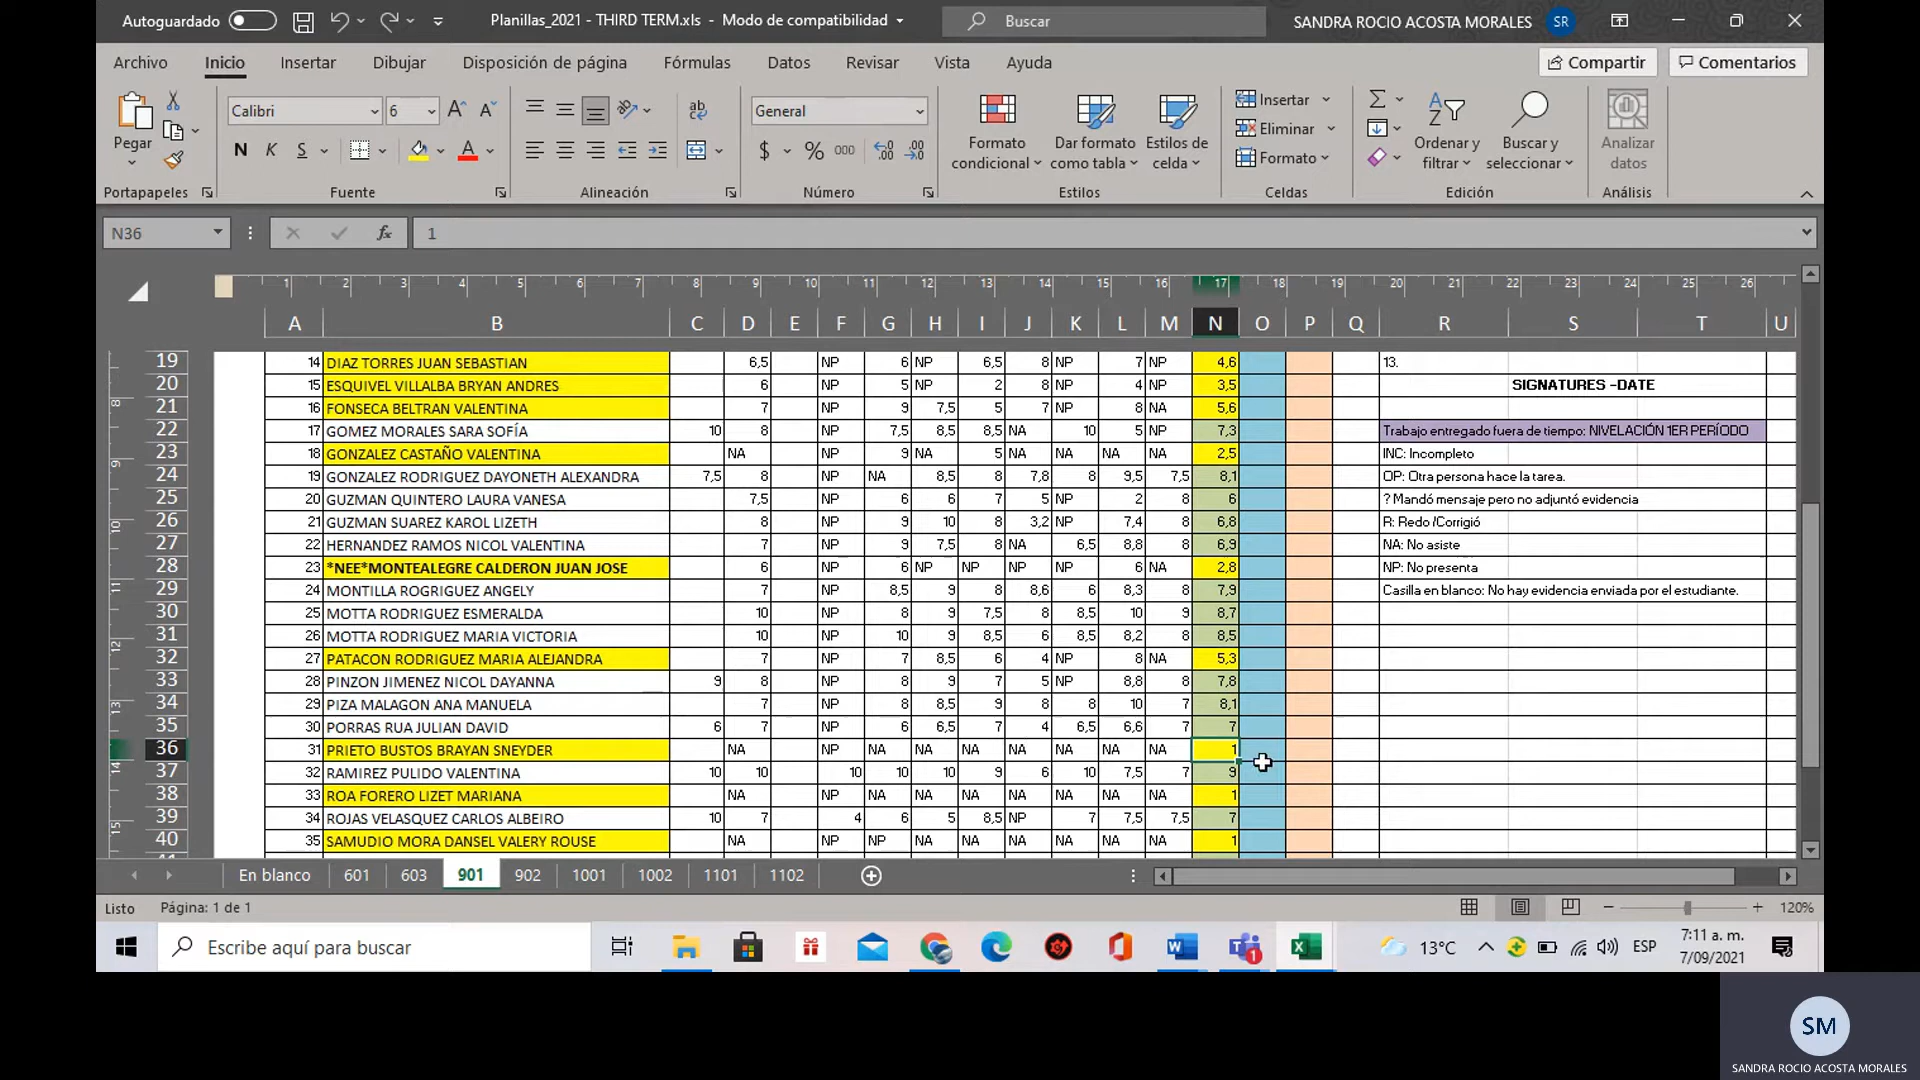 Autoguardado Planillas_2021 - THIRD TERM.xls - Modo de compatibilidad Buscar SANDRA ROCIO ACOSTA MORALES SR
Archivo Inicio Insertar Dibujar Disposición de página Fórmulas Datos Revisar Vista Ayuda Compartir Comentarios
Calibri 6 General Insertar
Pegar Formato condicional Dar formato como tabla Estilos de celda Eliminar Ordenar y filtrar Buscar y seleccionar Analizar datos
N K S $ % 000 Formato
Portapapeles Fuente Alineación Número Estilos Celdas Edición Análisis
N36 fx 1
1 2 3 4 5 6 7 8 9 10 11 12 13 14 15 16 17 18 19 20 21 22 23 24 25 26
A B C D E F G H I J K L M N O P Q R S T U
19 14 DIAZ TORRES JUAN SEBASTIAN 6,5 NP 6 NP 6,5 8 NP 7 NP 4,6 13.
20 15 ESQUIVEL VILLALBA BRYAN ANDRES 6 NP 5 NP 2 8 NP 4 NP 3,5 SIGNATURES -DATE
21 16 FONSECA BELTRAN VALENTINA 7 NP 9 7,5 5 7 NP 8 NA 5,6
22 17 GOMEZ MORALES SARA SOFÍA 10 8 NP 7,5 8,5 8,5 NA 10 5 NP 7,3 Trabajo entregado fuera de tiempo: NIVELACIÓN 1ER PERÍODO
23 18 GONZALEZ CASTAÑO VALENTINA NA NP 9 NA 5 NA NA NA NA 2,5 INC: Incompleto
24 19 GONZALEZ RODRIGUEZ DAYONETH ALEXANDRA 7,5 8 NP NA 8,5 8 7,8 8 9,5 7,5 8,1 OP: Otra persona hace la tarea.
25 20 GUZMAN QUINTERO LAURA VANESA 7,5 NP 6 6 7 5 NP 2 8 6 ? Mandó mensaje pero no adjuntó evidencia
26 21 GUZMAN SUAREZ KAROL LIZETH 8 NP 9 10 8 3,2 NP 7,4 8 6,8 R: Redo /Corrigió
27 22 HERNANDEZ RAMOS NICOL VALENTINA 7 NP 9 7,5 8 NA 6,5 8,8 8 6,9 NA: No asiste
28 23 *NEE*MONTEALEGRE CALDERON JUAN JOSE 6 NP 6 NP NP NP NP 6 NA 2,8 NP: No presenta
29 24 MONTILLA ROGRIGUEZ ANGELY 7 NP 8,5 9 8 8,6 6 8,3 8 7,9 Casilla en blanco: No hay evidencia enviada por el estudiante.
30 25 MOTTA RODRIGUEZ ESMERALDA 10 NP 8 9 7,5 8 8,5 10 9 8,7
31 26 MOTTA RODRIGUEZ MARIA VICTORIA 10 NP 10 9 8,5 6 8,5 8,2 8 8,5
32 27 PATACON RODRIGUEZ MARIA ALEJANDRA 7 NP 7 8,5 6 4 NP 8 NA 5,3
33 28 PINZON JIMENEZ NICOL DAYANNA 9 8 NP 8 9 7 5 NP 8,8 8 7,8
34 29 PIZA MALAGON ANA MANUELA 7 NP 8 8,5 9 8 8 10 7 8,1
35 30 PORRAS RUA JULIAN DAVID 6 7 NP 6 6,5 7 4 6,5 6,6 7 7
36 31 PRIETO BUSTOS BRAYAN SNEYDER NA NP NA NA NA NA NA NA NA 1
37 32 RAMIREZ PULIDO VALENTINA 10 10 10 10 10 9 6 10 7,5 7 9
38 33 ROA FORERO LIZET MARIANA NA NP NA NA NA NA NA NA NA 1
39 34 ROJAS VELASQUEZ CARLOS ALBEIRO 10 7 4 6 5 8,5 NP 7 7,5 7,5 7
40 35 SAMUDIO MORA DANSEL VALERY ROUSE NA NP NP NA NA NA NA NA NA 1
En blanco 601 603 901 902 1001 1002 1101 1102
Listo Página: 1 de 1 120%
Escribe aquí para buscar 13°C ESP 7:11 a. m.
7/09/2021
SM
SANDRA ROCIO ACOSTA MORALES